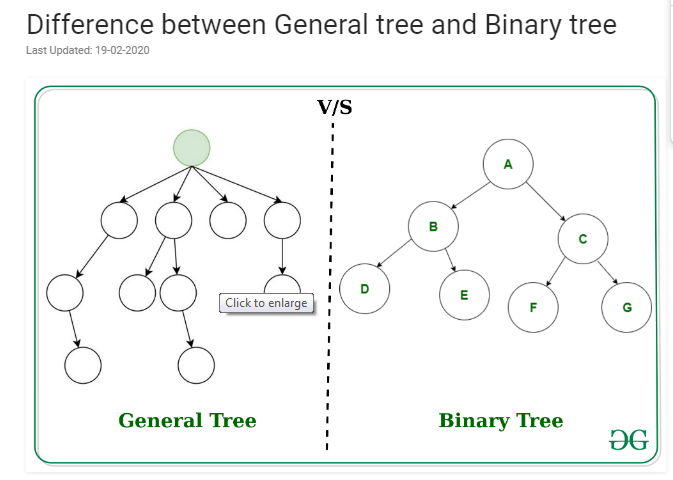 Difference between General tree and Binary tree
Last Updated: 19-02-2020
V/S
A
B
C
D
E
F
G
Click to enlarge
General Tree
Binary Tree